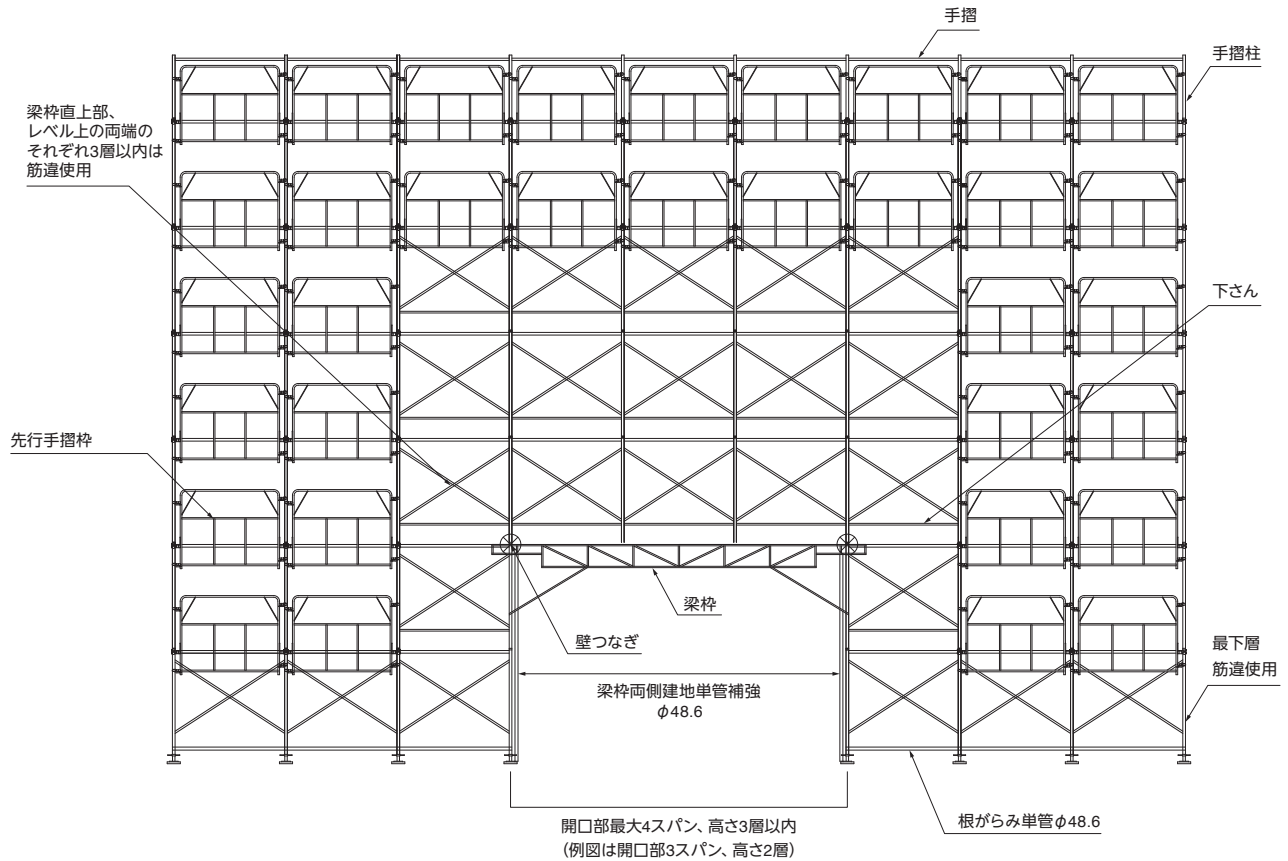 手摺
手摺柱
梁枠直上部、
レベル上の両端の
それぞれ3層以内は
筋違使用
下さん
先行手摺枠
梁枠
壁つなぎ
最下層
筋違使用
梁枠両側建地単管補強
φ48.6
根がらみ単管φ48.6
開口部最大4スパン、高さ3層以内
(例図は開口部3スパン、高さ2層)